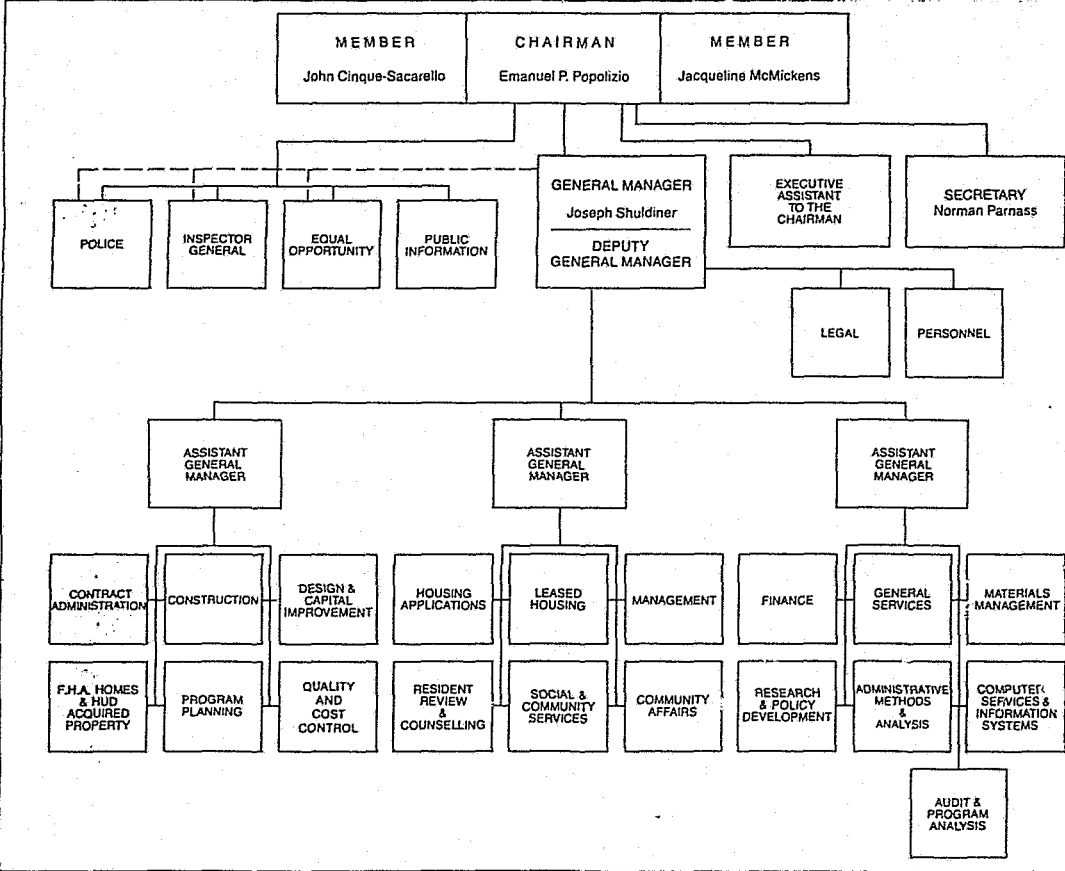 MEMBER
John Cinque-Sacarello
CHAIRMAN
Emanuel P. Popolizio
MEMBER
Jacqueline McMickens
POLICE
INSPECTOR
GENERAL
EQUAL
OPPORTUNITY
PUBLIC
INFORMATION
GENERAL MANAGER
Joseph Shuldiner
DEPUTY
GENERAL MANAGER
EXECUTIVE
ASSISTANT
TO THE
CHAIRMAN
SECRETARY
Norman Parnass
LEGAL
PERSONNEL
ASSISTANT
GENERAL
MANAGER
ASSISTANT
GENERAL
MANAGER
ASSISTANT
GENERAL
MANAGER
CONTRACT
ADMINISTRATION
CONSTRUCTION
DESIGN &
CAPITAL
IMPROVEMENT
HOUSING
APPLICATIONS
LEASED
HOUSING
MANAGEMENT
FINANCE
GENERAL
SERVICES
MATERIALS
MANAGEMENT
F.H.A. HOMES
& HUD
ACQUIRED
PROPERTY
PROGRAM
PLANNING
QUALITY
AND
COST
CONTROL
RESIDENT
REVIEW
&
COUNSELLING
SOCIAL &
COMMUNITY
SERVICES
COMMUNITY
AFFAIRS
RESEARCH
& POLICY
DEVELOPMENT
ADMINISTRATIVE
METHODS
&
ANALYSIS
COMPUTER
SERVICES &
INFORMATION
SYSTEMS
AUDIT &
PROGRAM
ANALYSIS